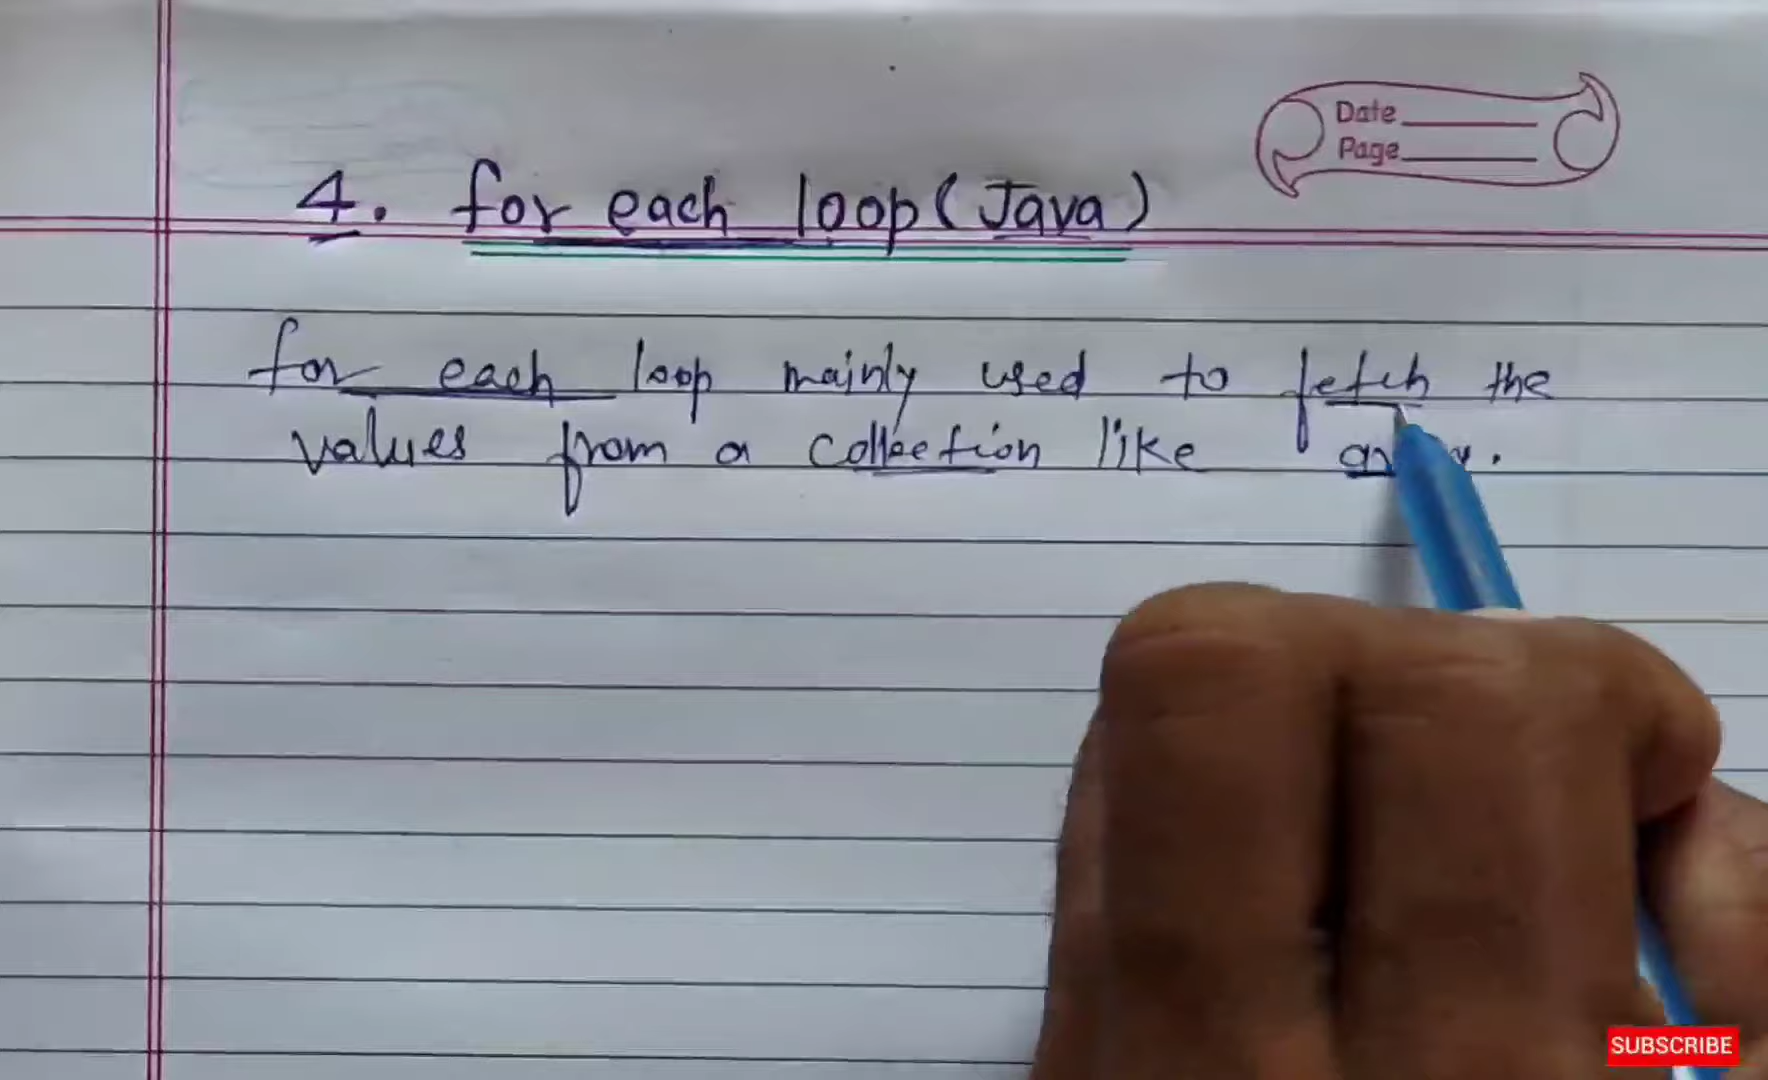 Date
Page
4. for each loop (Java)
for each loop mainly used to fetch the
values from a collection like
SUBSCRIBE